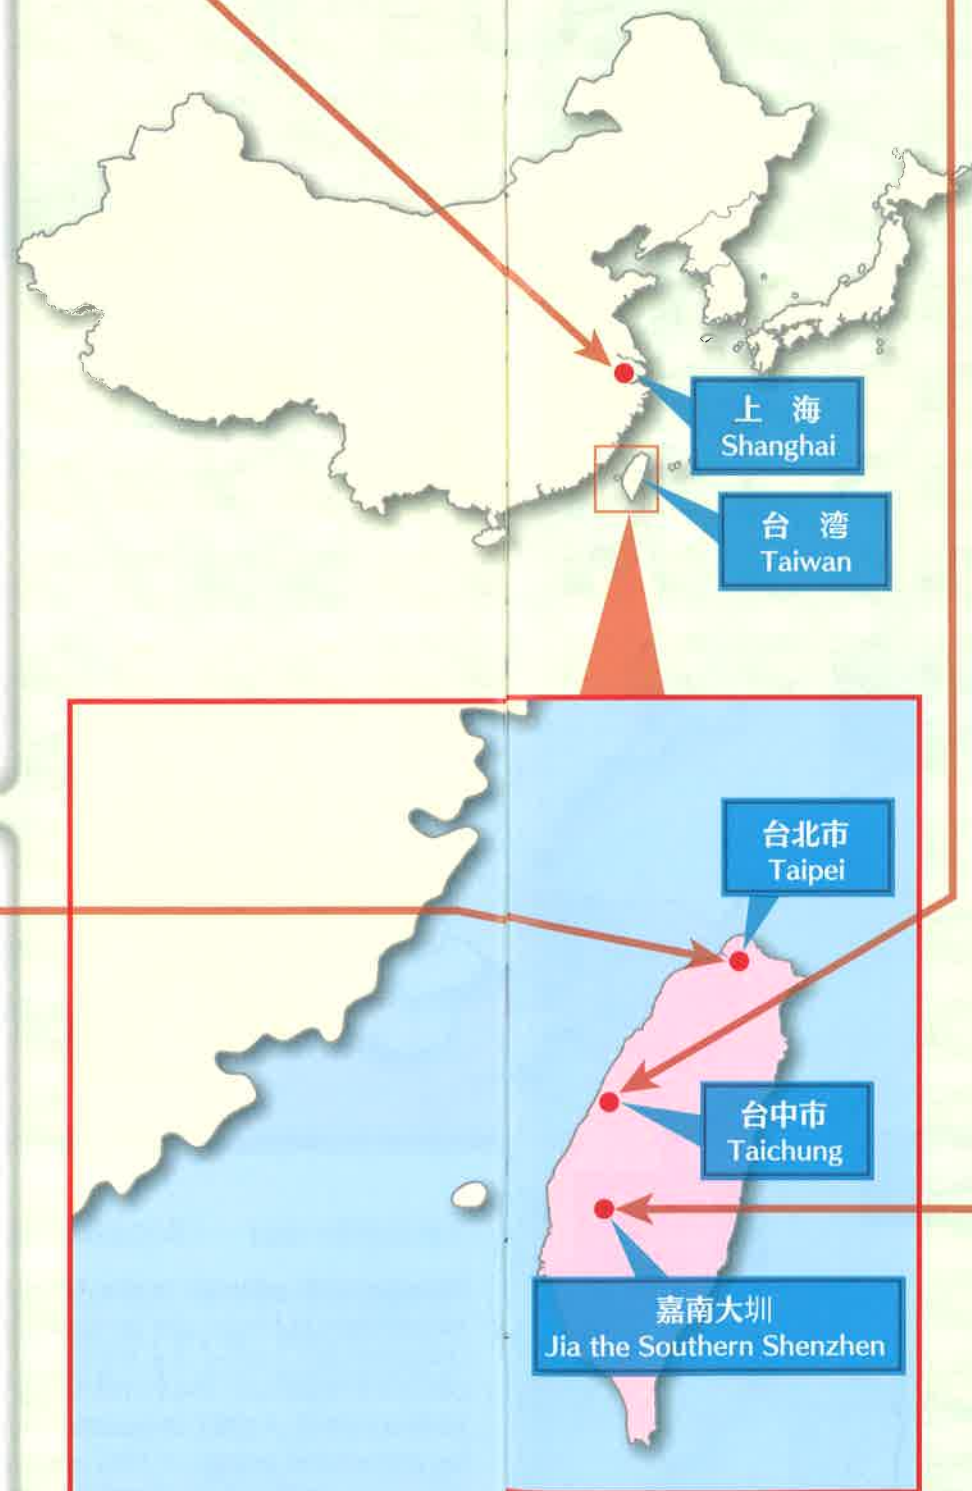 上 海
Shanghai
台 湾
Taiwan
台北市
Taipei
台中市
Taichung
嘉南大圳
Jia the Southern Shenzhen